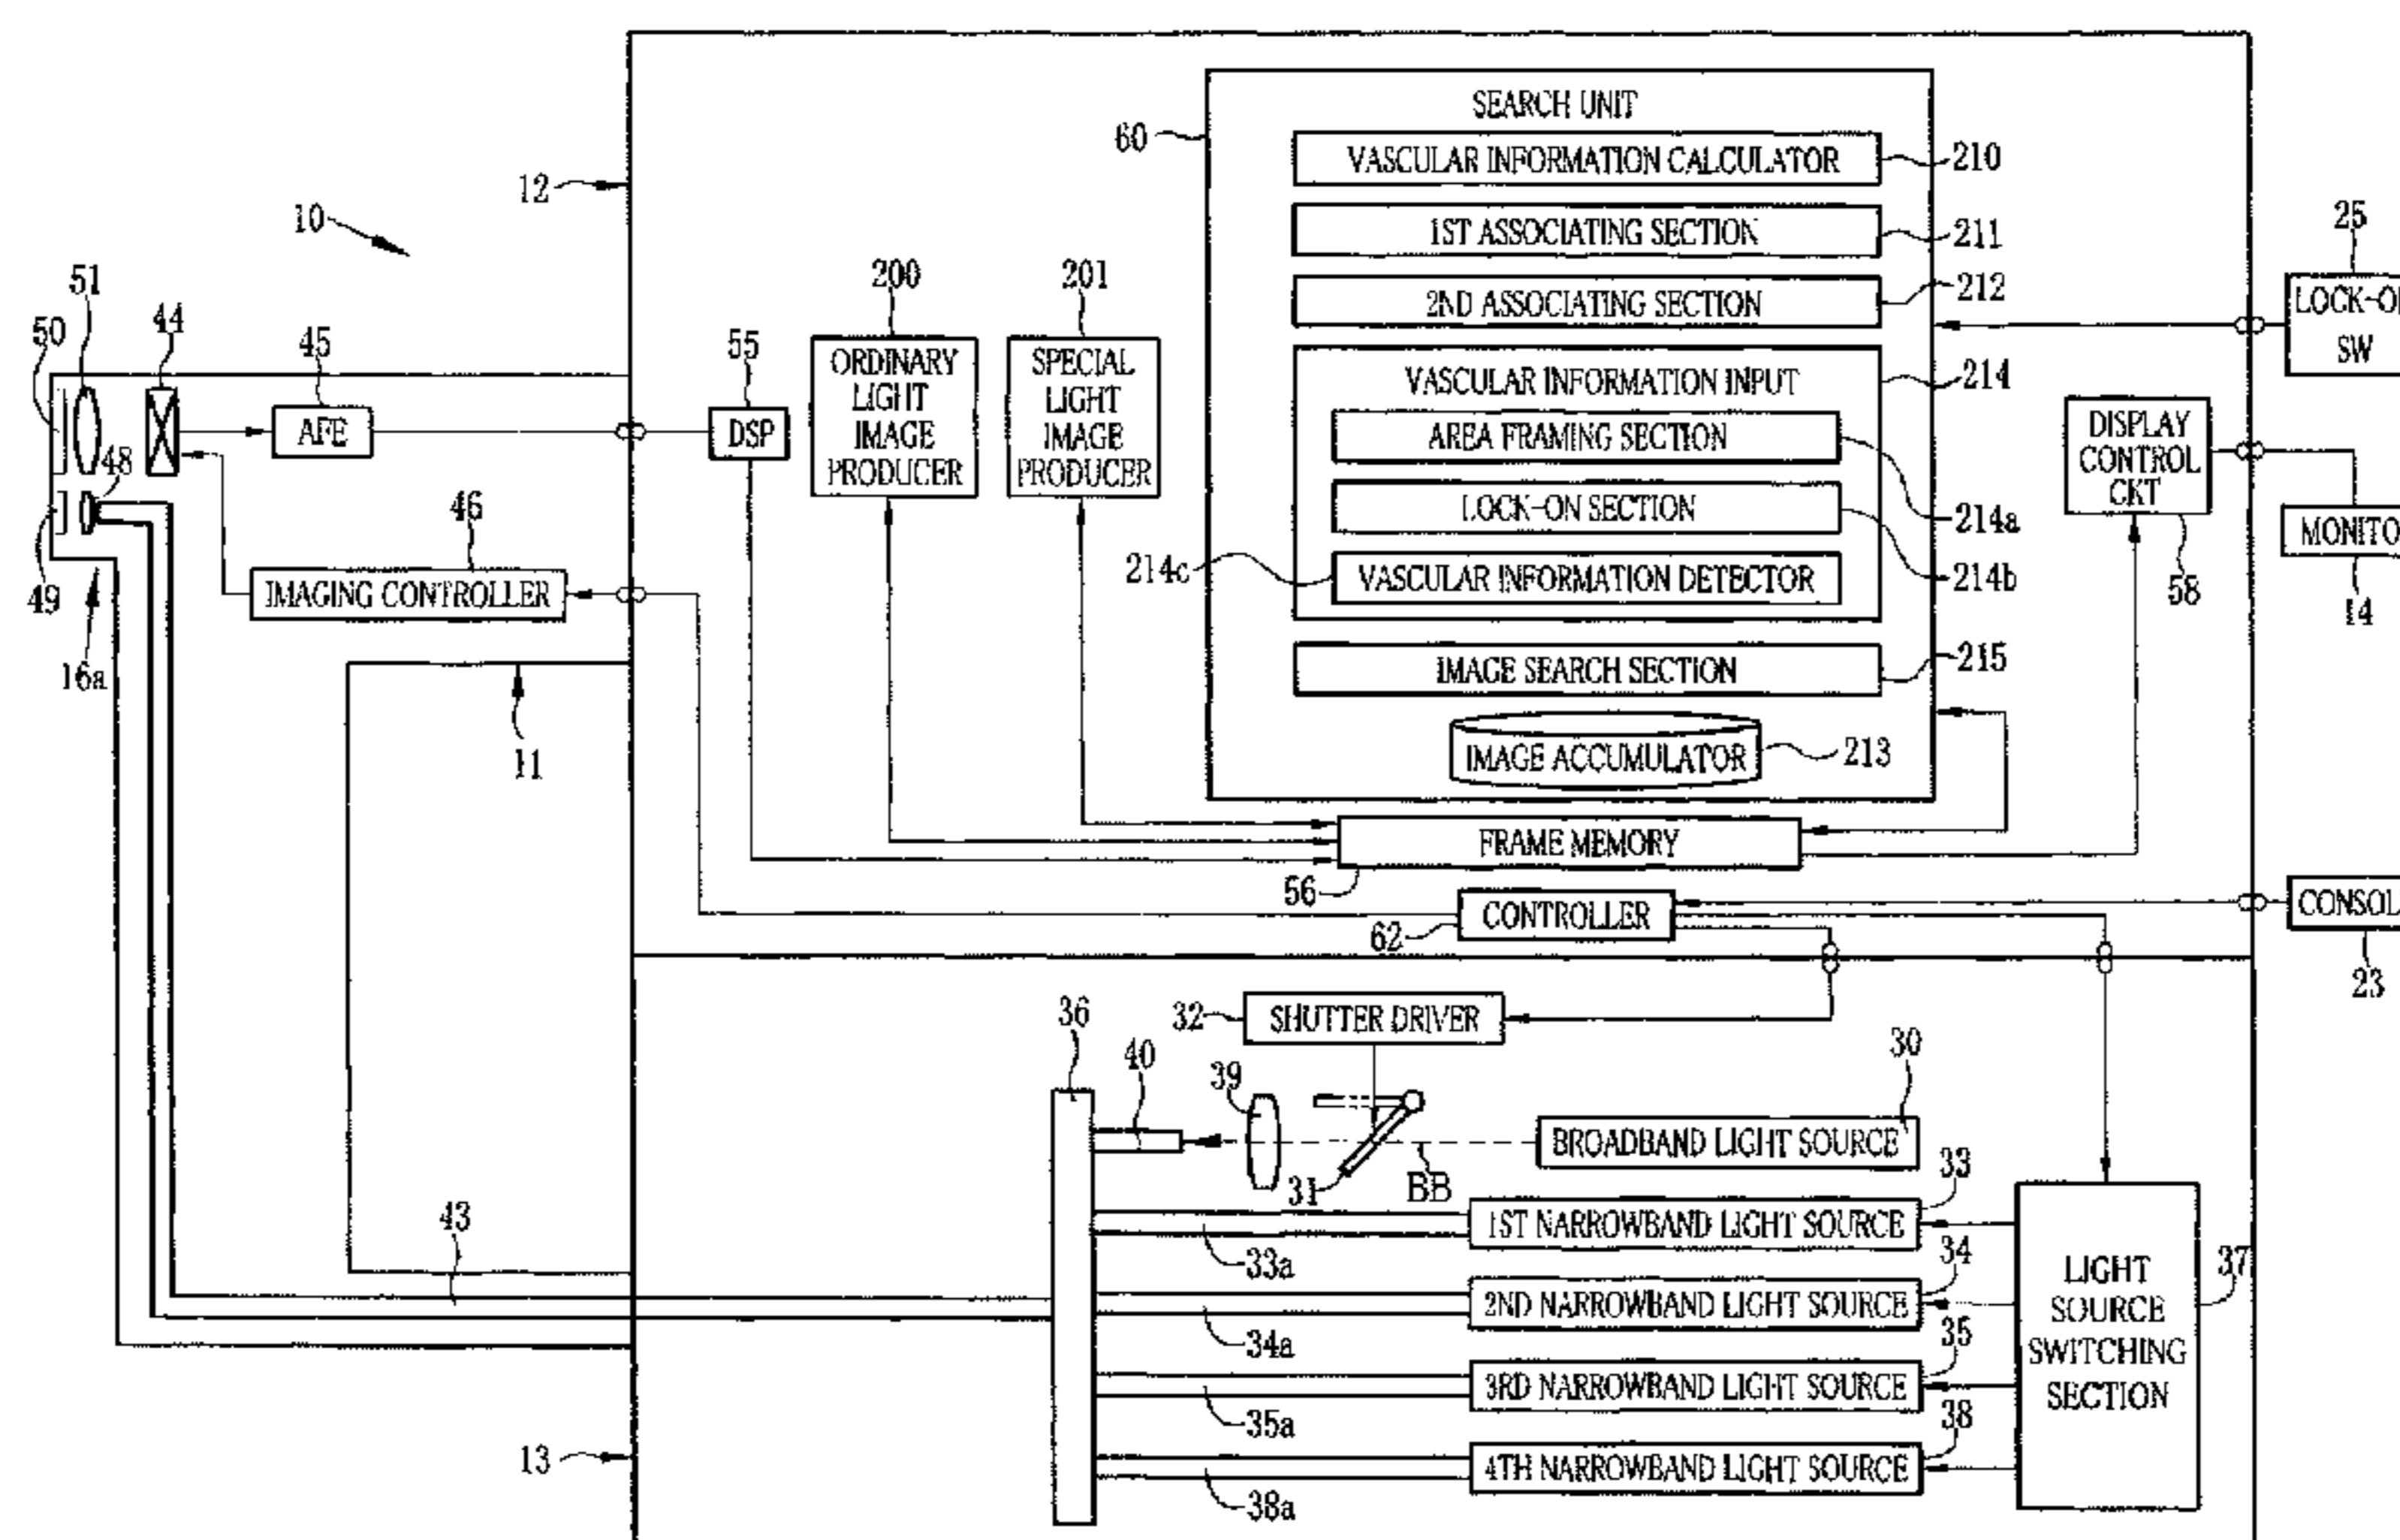 SEARCH UNIT
60
VASCULAR INFORMATION CALCULATOR
210
12
1ST ASSOCIATING SECTION
211
10
25
200
201
2ND ASSOCIATING SECTION
212
LOCK-O
SW
51
50
44
45
55
ORDINARY
LIGHT
IMAGE
PRODUCER
SPECIAL
LIGHT
IMAGE
PRODUCER
VASCULAR INFORMATION INPUT
214
AFE
DSP
AREA FRAMING SECTION
214a
DISPLAY
CONTROL
CKT
48
LOCK-ON SECTION
214b
49
46
IMAGING CONTROLLER
214c
VASCULAR INFORMATION DETECTOR
58
MONITO
14
16a
IMAGE SEARCH SECTION
215
11
IMAGE ACCUMULATOR
213
FRAME MEMORY
56
CONTROLLER
62
CONSOL
23
36
32
SHUTTER DRIVER
40
39
30
31
BB
BROADBAND LIGHT SOURCE
33
1ST NARROWBAND LIGHT SOURCE
43
33a
34
2ND NARROWBAND LIGHT SOURCE
34a
35
3RD NARROWBAND LIGHT SOURCE
35a
38
4TH NARROWBAND LIGHT SOURCE
38a
LIGHT
SOURCE
SWITCHING
SECTION
37
13